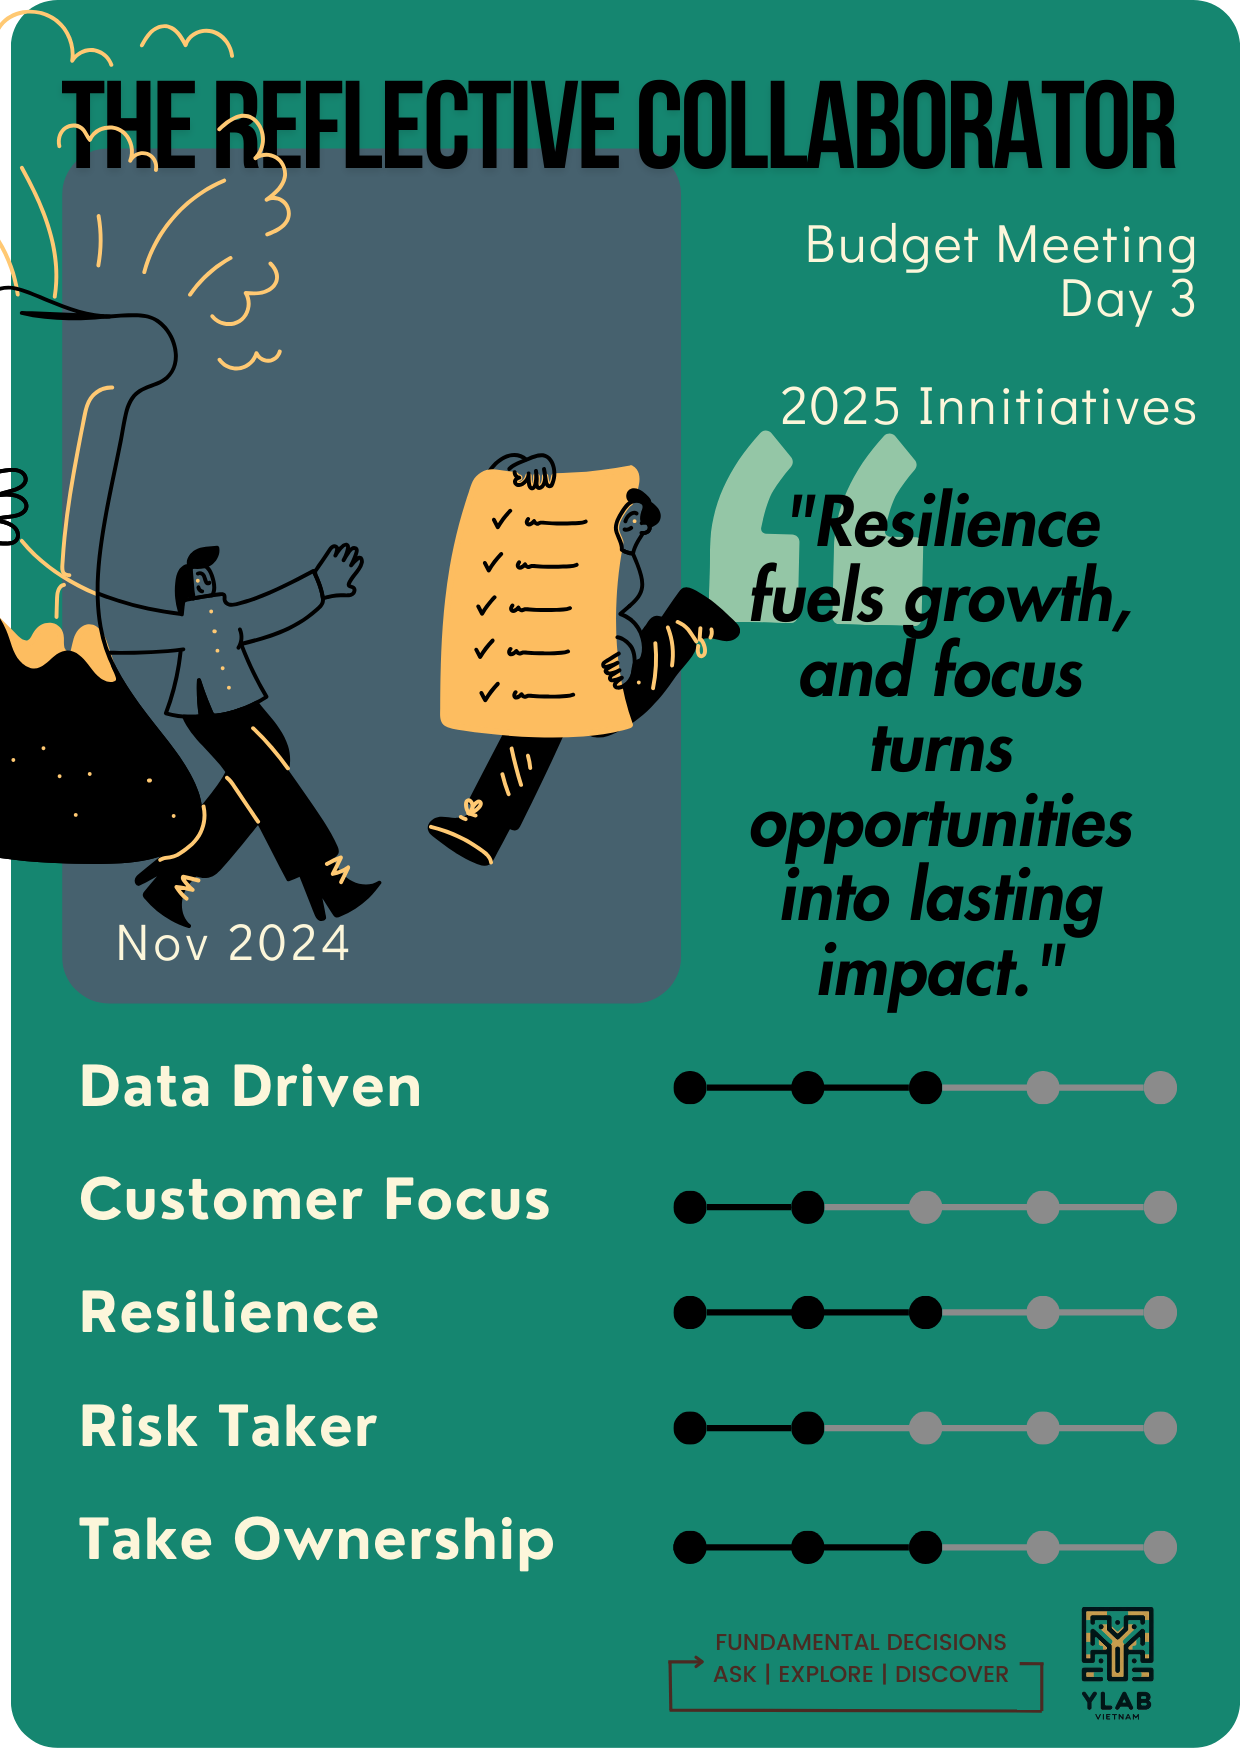 THE REFLECTIVE COLLABORATOR
Budget Meeting
Day 3
2025 Innitiatives
"Resilience
fuels growth,
and focus
turns
opportunities
into lasting
impact."
Nov 2024
Data Driven
Customer Focus
Resilience
Risk Taker
Take Ownership
FUNDAMENTAL DECISIONS
ASK | EXPLORE | DISCOVER
YLAB
VIETNAM